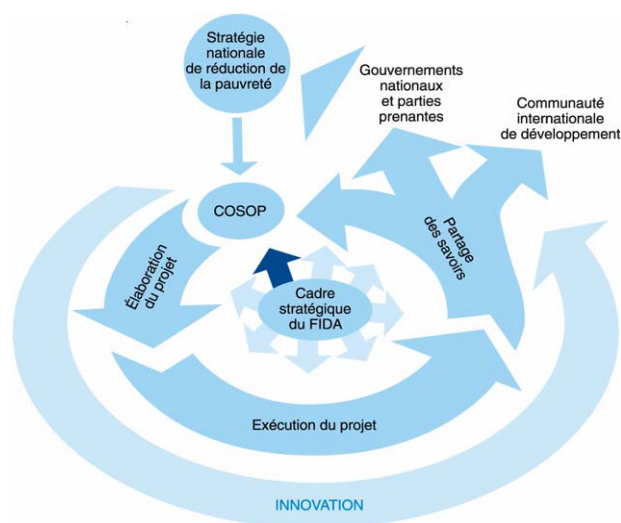 Stratégie
nationale
de réduction de
la pauvreté
Gouvernements
nationaux
et parties
prenantes
Communauté
internationale
de développement
COSOP
Partage
des savoirs
Élaboration
du projet
Cadre
stratégique
du FIDA
Exécution du projet
INNOVATION